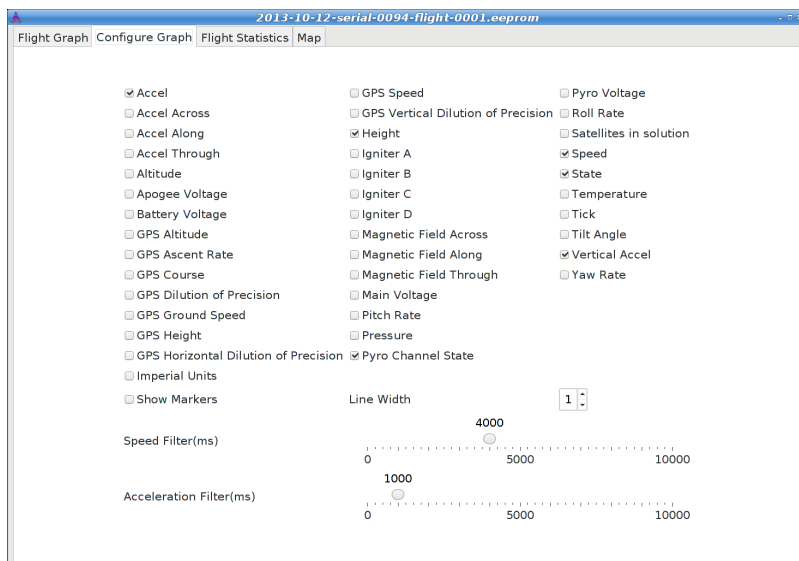 2013-10-12-serial-0094-flight-0001.eeprom
Flight Graph Configure Graph Flight Statistics Map
Accel GPS Speed Pyro Voltage
Accel Across GPS Vertical Dilution of Precision Roll Rate
Accel Along Height Satellites in solution
Accel Through Igniter A Speed
Altitude Igniter B State
Apogee Voltage Igniter C Temperature
Battery Voltage Igniter D Tick
GPS Altitude Magnetic Field Across Tilt Angle
GPS Ascent Rate Magnetic Field Along Vertical Accel
GPS Course Magnetic Field Through Yaw Rate
GPS Dilution of Precision Main Voltage
GPS Ground Speed Pitch Rate
GPS Height Pressure
GPS Horizontal Dilution of Precision Pyro Channel State
Imperial Units
Show Markers Line Width 1
4000
Speed Filter(ms)
0 5000 10000
1000
Acceleration Filter(ms)
0 5000 10000